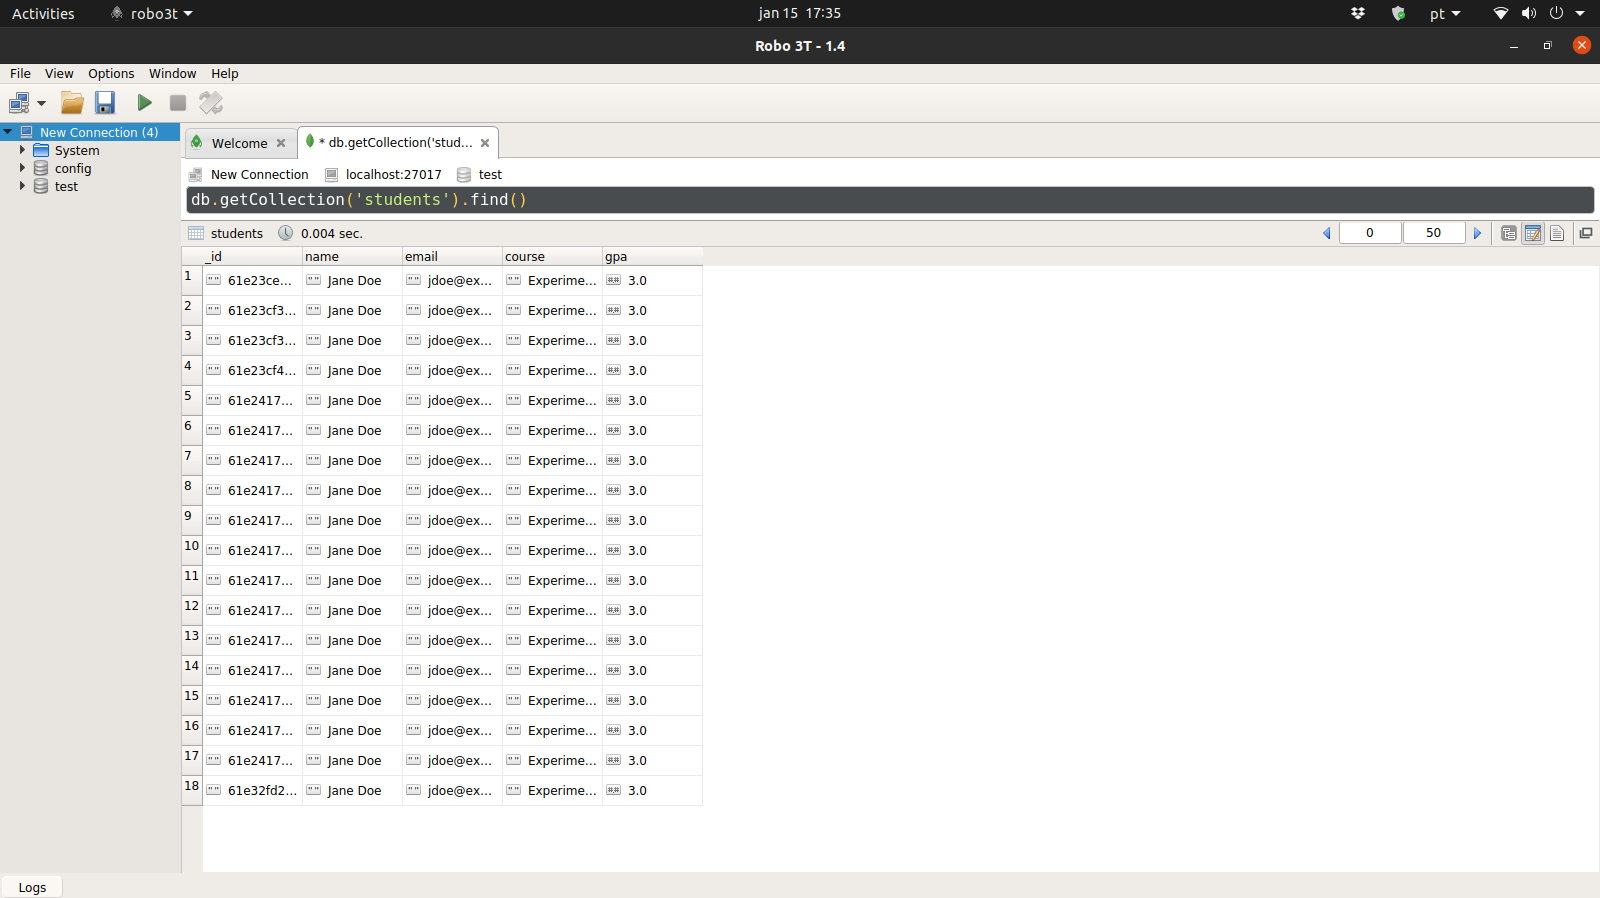 Activities robo3t jan 15 17:35 pt
Robo 3T - 1.4
File View Options Window Help
New Connection (4)
System
config
test
Welcome * db.getCollection('stud...
New Connection localhost:27017 test
db.getCollection('students').find()
students 0.004 sec. 0 50
_id name email course gpa
1 61e23ce... Jane Doe jdoe@ex... Experime... 3.0
2 61e23cf3... Jane Doe jdoe@ex... Experime... 3.0
3 61e23cf3... Jane Doe jdoe@ex... Experime... 3.0
4 61e23cf4... Jane Doe jdoe@ex... Experime... 3.0
5 61e2417... Jane Doe jdoe@ex... Experime... 3.0
6 61e2417... Jane Doe jdoe@ex... Experime... 3.0
7 61e2417... Jane Doe jdoe@ex... Experime... 3.0
8 61e2417... Jane Doe jdoe@ex... Experime... 3.0
9 61e2417... Jane Doe jdoe@ex... Experime... 3.0
10 61e2417... Jane Doe jdoe@ex... Experime... 3.0
11 61e2417... Jane Doe jdoe@ex... Experime... 3.0
12 61e2417... Jane Doe jdoe@ex... Experime... 3.0
13 61e2417... Jane Doe jdoe@ex... Experime... 3.0
14 61e2417... Jane Doe jdoe@ex... Experime... 3.0
15 61e2417... Jane Doe jdoe@ex... Experime... 3.0
16 61e2417... Jane Doe jdoe@ex... Experime... 3.0
17 61e2417... Jane Doe jdoe@ex... Experime... 3.0
18 61e32fd2... Jane Doe jdoe@ex... Experime... 3.0
Logs